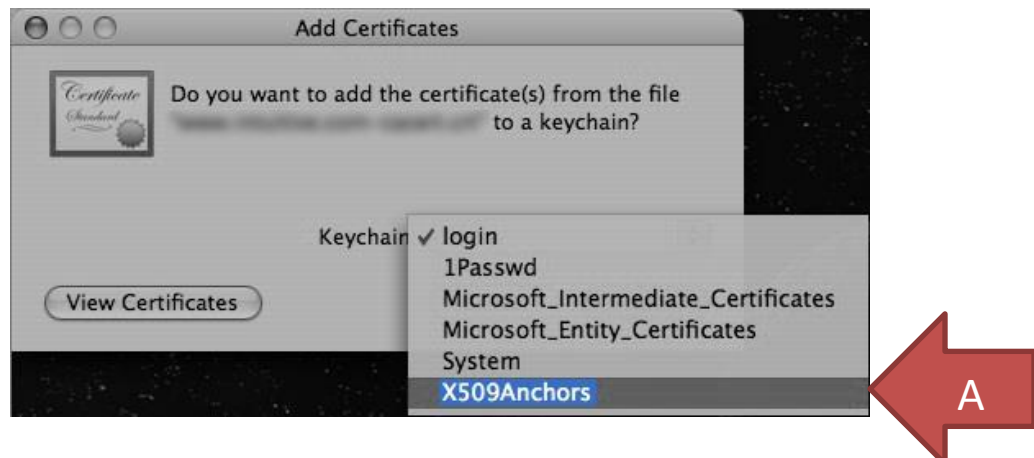 Add Certificates
Certificate
Standard
Do you want to add the certificate(s) from the file
to a keychain?
Keychain ✓ login
1Passwd
Microsoft_Intermediate_Certificates
Microsoft_Entity_Certificates
View Certificates
System
X509Anchors
A